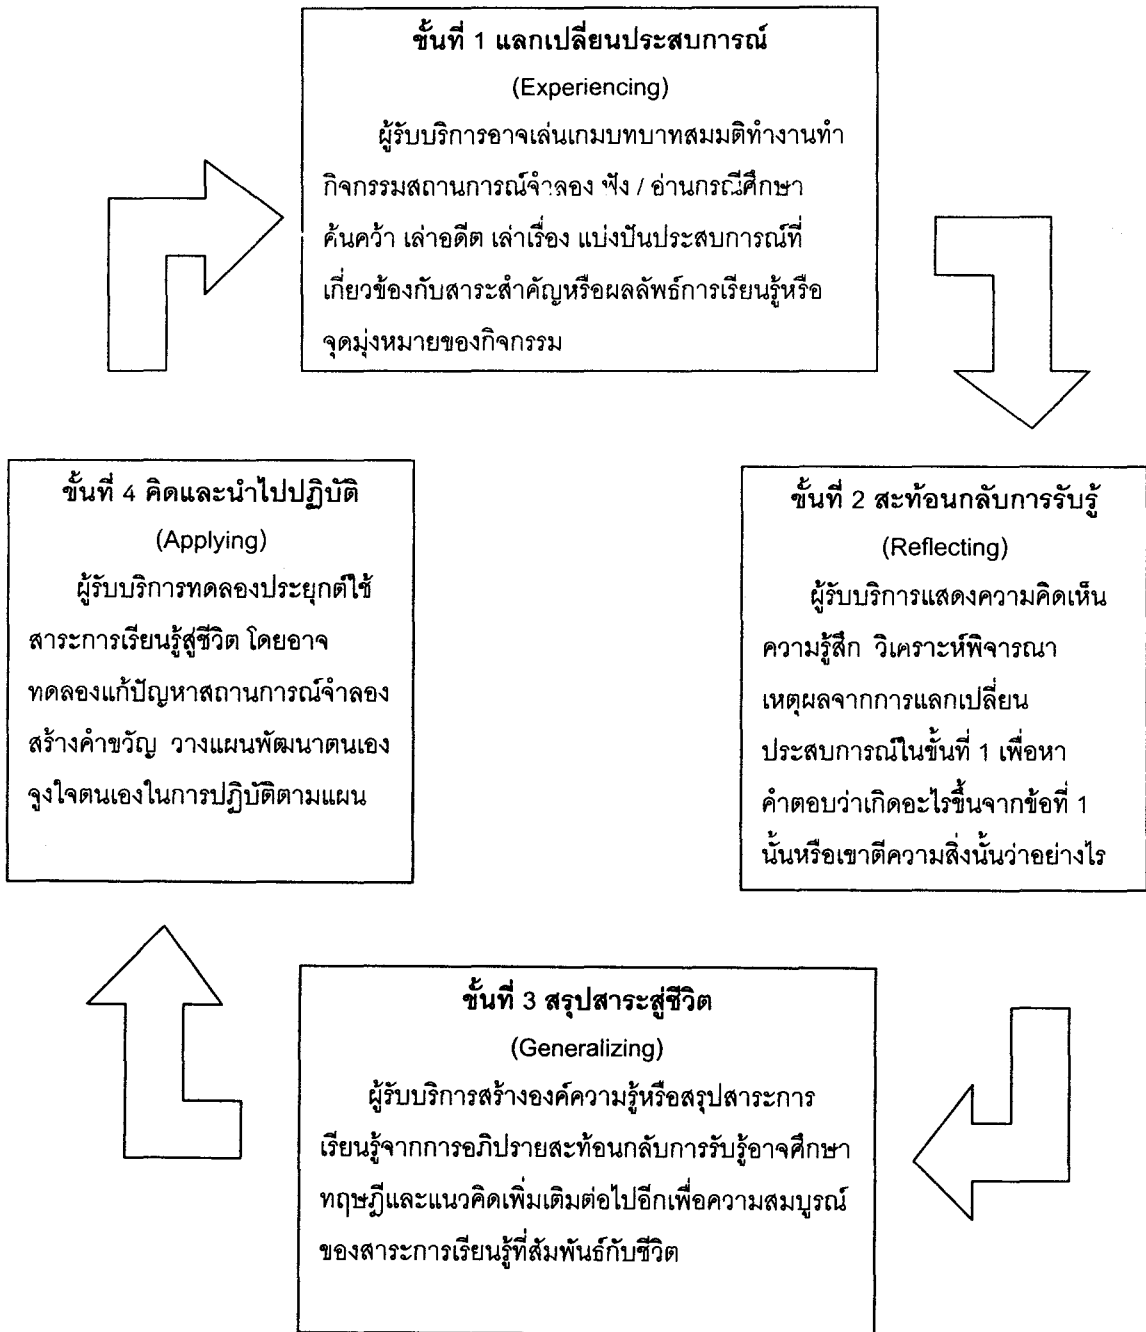 ขั้นที่ 1 แลกเปลี่ยนประสบการณ์
(Experiencing)
ผู้รับบริการอาจเล่นเกมบทบาทสมมติทำงานทำ
กิจกรรมสถานการณ์จำลอง ฟัง / อ่านกรณีศึกษา
ค้นคว้า เล่าอดีต เล่าเรื่อง แบ่งปันประสบการณ์ที่
เกี่ยวข้องกับสาระสำคัญหรือผลลัพธ์การเรียนรู้หรือ
จุดมุ่งหมายของกิจกรรม
ขั้นที่ 2 สะท้อนกลับการรับรู้
(Reflecting)
ผู้รับบริการแสดงความคิดเห็น
ความรู้สึก วิเคราะห์พิจารณา
เหตุผลจากการแลกเปลี่ยน
ประสบการณ์ในขั้นที่ 1 เพื่อหา
คำตอบว่าเกิดอะไรขึ้นจากข้อที่ 1
นั้นหรือเขาตีความสิ่งนั้นว่าอย่างไร
ขั้นที่ 3 สรุปสาระสู่ชีวิต
(Generalizing)
ผู้รับบริการสร้างองค์ความรู้หรือสรุปสาระการ
เรียนรู้จากการอภิปรายสะท้อนกลับการรับรู้อาจศึกษา
ทฤษฎีและแนวคิดเพิ่มเติมต่อไปอีกเพื่อความสมบูรณ์
ของสาระการเรียนรู้ที่สัมพันธ์กับชีวิต
ขั้นที่ 4 คิดและนำไปปฏิบัติ
(Applying)
ผู้รับบริการทดลองประยุกต์ใช้
สาระการเรียนรู้สู่ชีวิต โดยอาจ
ทดลองแก้ปัญหาสถานการณ์จำลอง
สร้างคำขวัญ วางแผนพัฒนาตนเอง
จูงใจตนเองในการปฏิบัติตามแผน